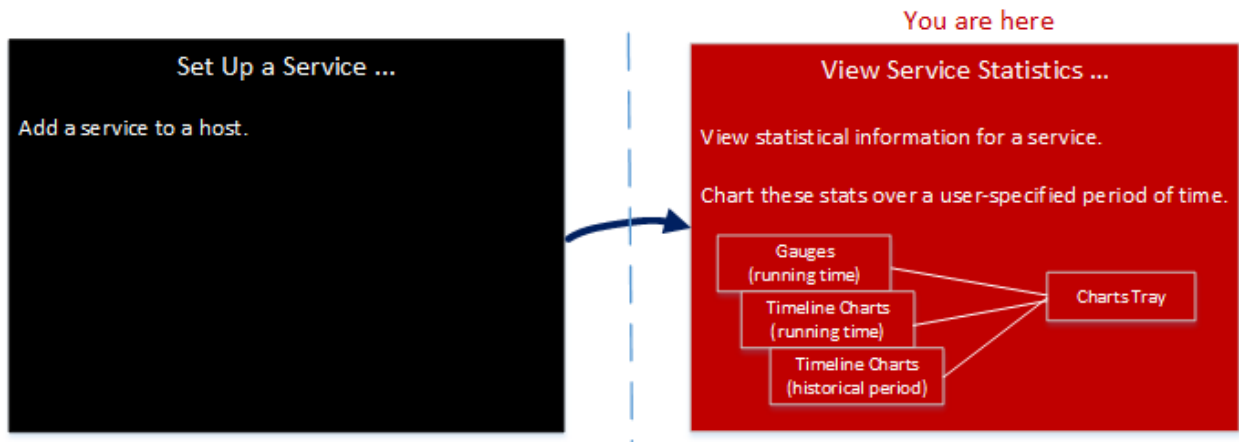 You are here
Set Up a Service ...
Add a service to a host.
View Service Statistics ...
View statistical information for a service.
Chart these stats over a user-specified period of time.
Gauges
(running time)
Timeline Charts
(running time)
Timeline Charts
(historical period)
Charts Tray